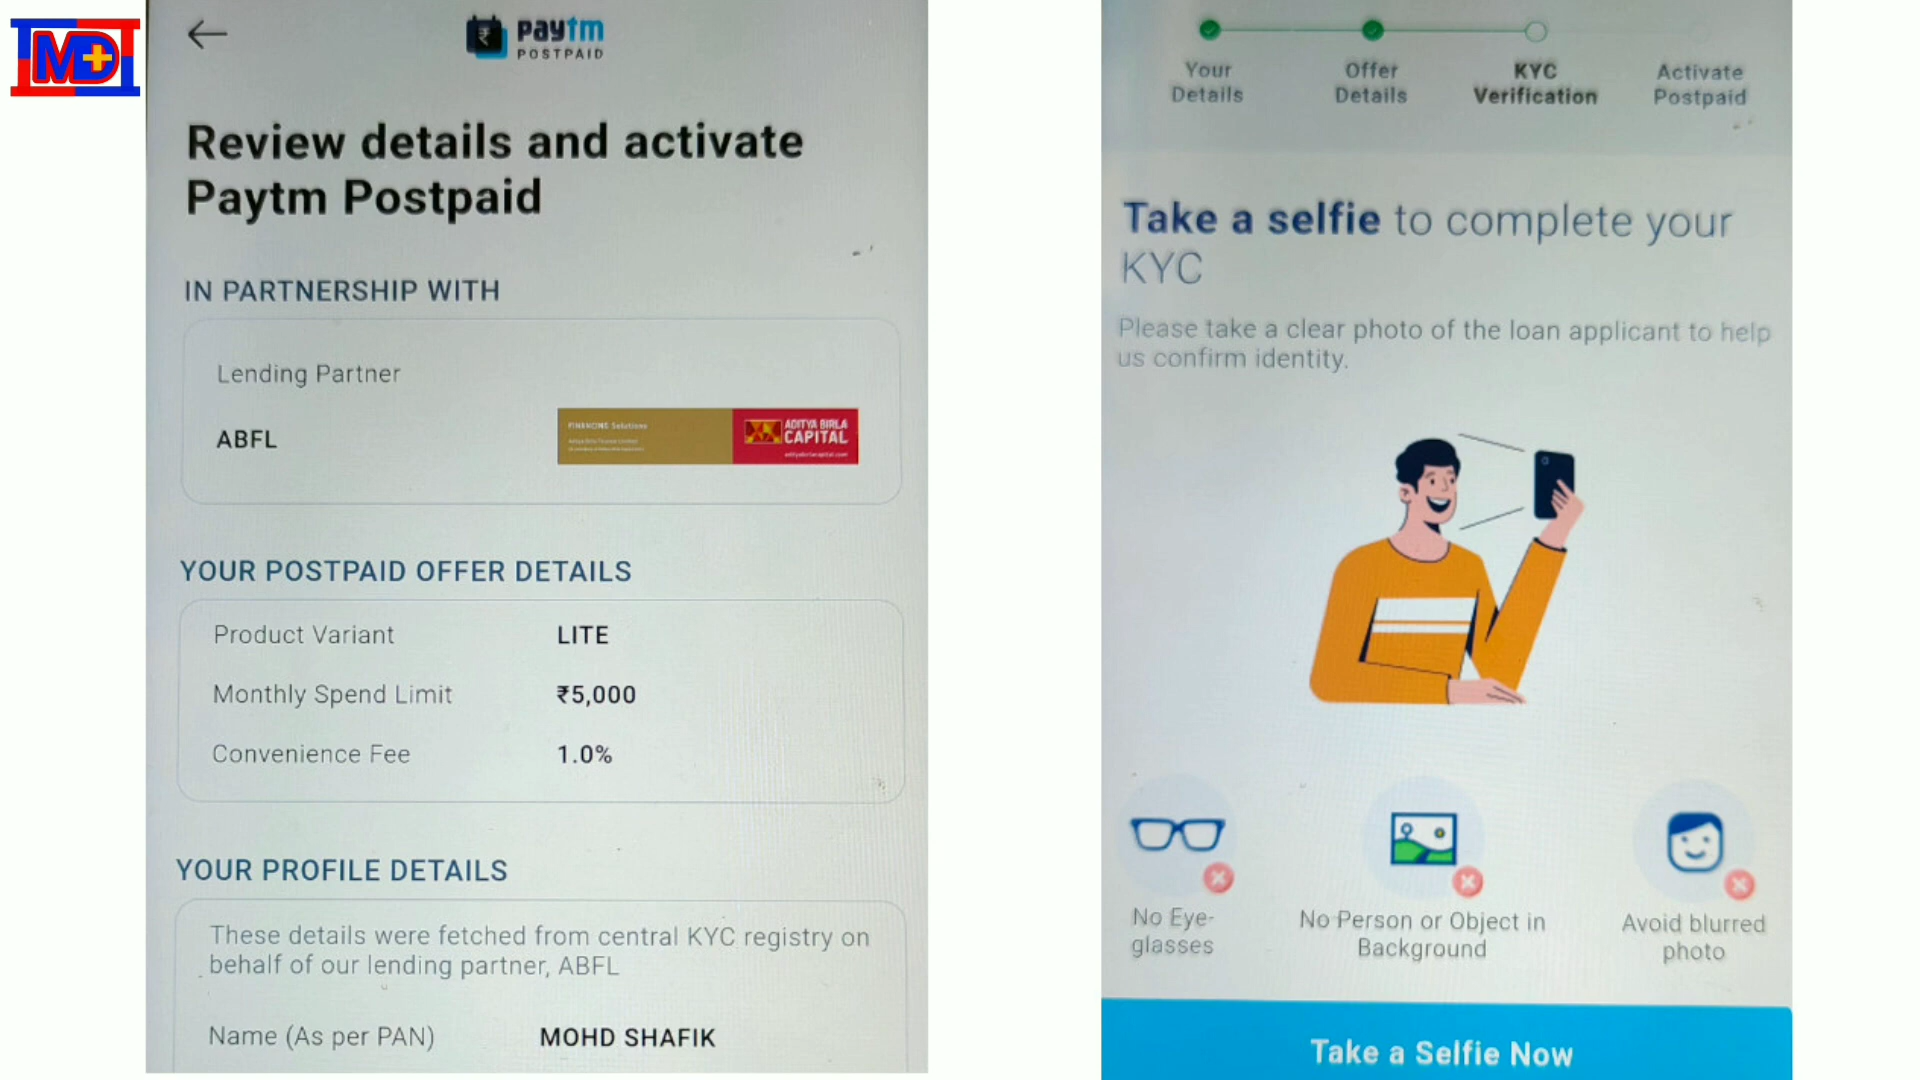 MD+
paytm
POSTPAID
Review details and activate
Paytm Postpaid
IN PARTNERSHIP WITH
Lending Partner
ABFL
FINANCING Solutions
ADITYA BIRLA
CAPITAL
adityabirlacapital.com
YOUR POSTPAID OFFER DETAILS
Product Variant LITE
Monthly Spend Limit ₹5,000
Convenience Fee 1.0%
YOUR PROFILE DETAILS
These details were fetched from central KYC registry on
behalf of our lending partner, ABFL
Name (As per PAN) MOHD SHAFIK
Your
Details
Offer
Details
KYC
Verification
Activate
Postpaid
Take a selfie to complete your
KYC
Please take a clear photo of the loan applicant to help
us confirm identity.
No Eye-
glasses
No Person or Object in
Background
Avoid blurred
photo
Take a Selfie Now